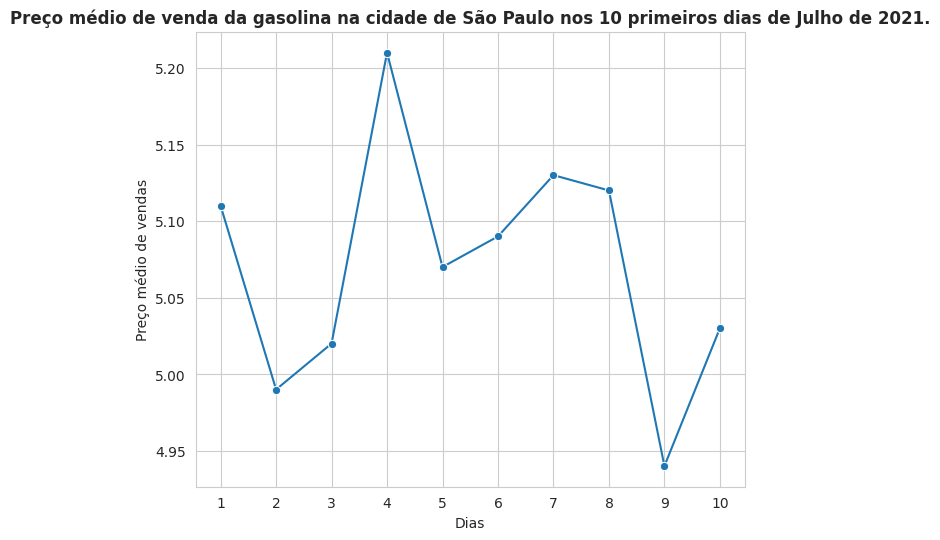 Preço médio de venda da gasolina na cidade de São Paulo nos 10 primeiros dias de Julho de 2021.
5.20
5.15
5.10
5.05
5.00
4.95
Preço médio de vendas
1 2 3 4 5 6 7 8 9 10
Dias